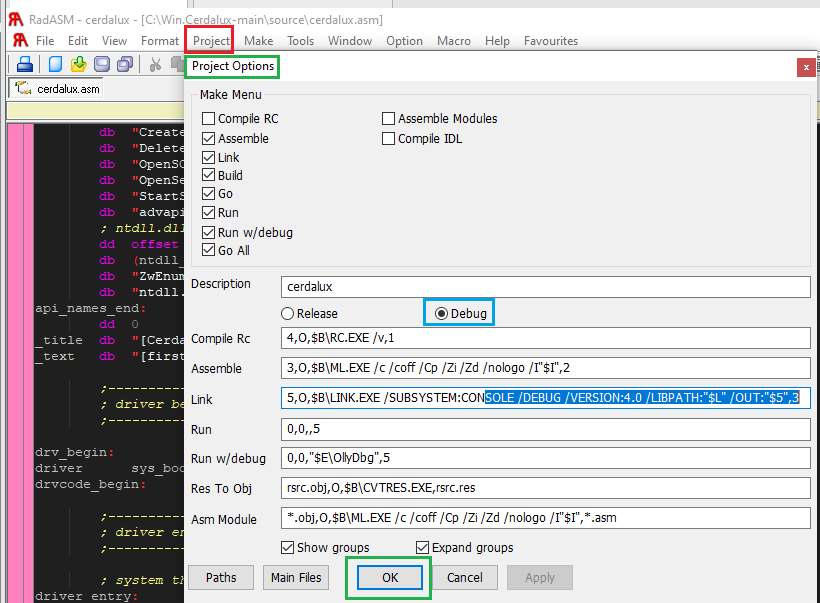 RadASM - cerdalux - [C:\Win.Cerdalux-main\source\cerdalux.asm]
File Edit View Format Project Make Tools Window Option Macro Help Favourites
Project Options
x
cerdalux.asm
Make Menu
Compile RC
Assemble Modules
Assemble
Compile IDL
Link
Build
Go
Run
Run w/debug
Go All
Description
cerdalux
Release
Debug
Compile Rc
4,O,$B\RC.EXE /v,1
Assemble
3,O,$B\ML.EXE /c /coff /Cp /Zi /Zd /nologo /I"$I",2
Link
5,O,$B\LINK.EXE /SUBSYSTEM:CONSOLE /DEBUG /VERSION:4.0 /LIBPATH:"$L" /OUT:"$5",3
Run
0,0,,5
Run w/debug
0,0,"$E\OllyDbg",5
Res To Obj
rsrc.obj,O,$B\CVTRES.EXE,rsrc.res
Asm Module
*.obj,O,$B\ML.EXE /c /coff /Cp /Zi /Zd /nologo /I"$I",*.asm
Show groups
Expand groups
Paths
Main Files
OK
Cancel
Apply
db "Create
db "Delete
db "OpenSC
db "OpenSe
db "StartS
db "advapi
; ntdll.dll
dd offset
db (ntdll_
db "ZwEnum
db "ntdll.
api_names_end:
dd 0
_title db "[Cerda
_text db "[first
;-----------
; driver be
;-----------
drv_begin:
driver sys_bod
drvcode_begin:
;-----------
; driver en
;-----------
; system th
driver entry: